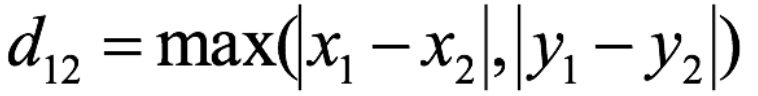 d₁₂ = max(|x₁ − x₂|,|y₁ − y₂|)